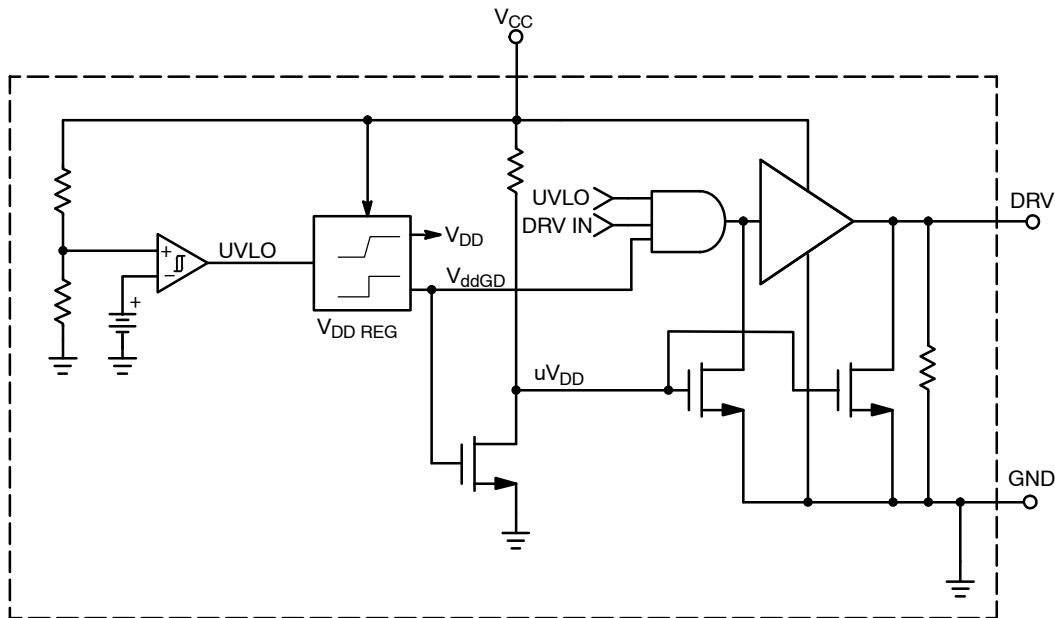 VCC
UVLO
DRV IN
DRV
+
−
UVLO
VDD
VddGD
+
VDD REG
uVDD
GND